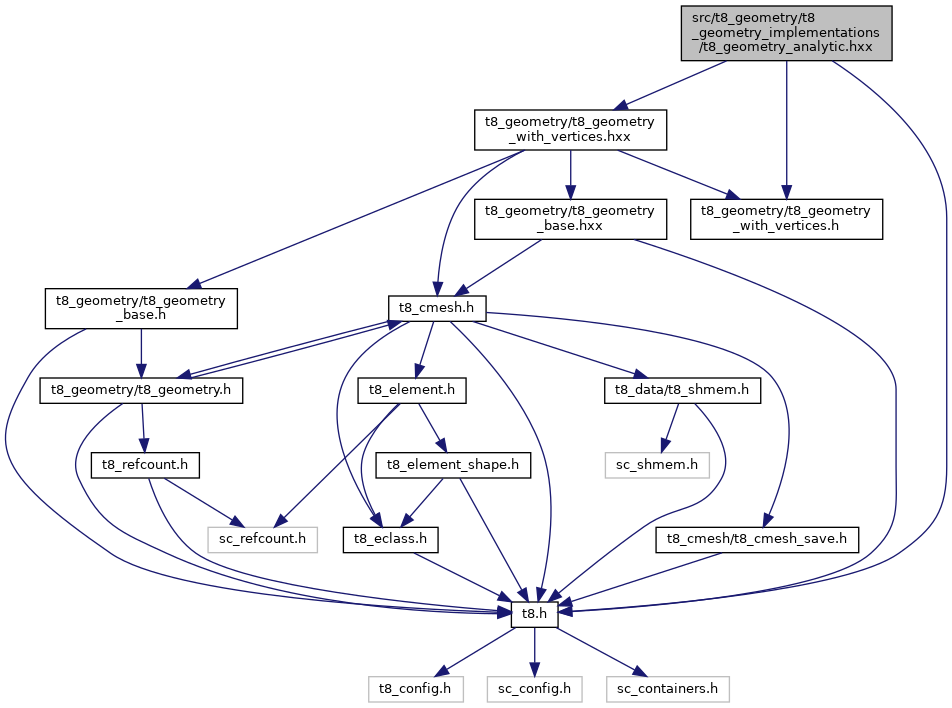 src/t8_geometry/t8
_geometry_implementations
/t8_geometry_analytic.hxx
t8_geometry/t8_geometry
_with_vertices.hxx
t8_geometry/t8_geometry
_base.hxx
t8_geometry/t8_geometry
_with_vertices.h
t8_geometry/t8_geometry
_base.h
t8_cmesh.h
t8_geometry/t8_geometry.h
t8_element.h
t8_data/t8_shmem.h
t8_refcount.h
t8_element_shape.h
sc_shmem.h
sc_refcount.h
t8_eclass.h
t8_cmesh/t8_cmesh_save.h
t8.h
t8_config.h
sc_config.h
sc_containers.h